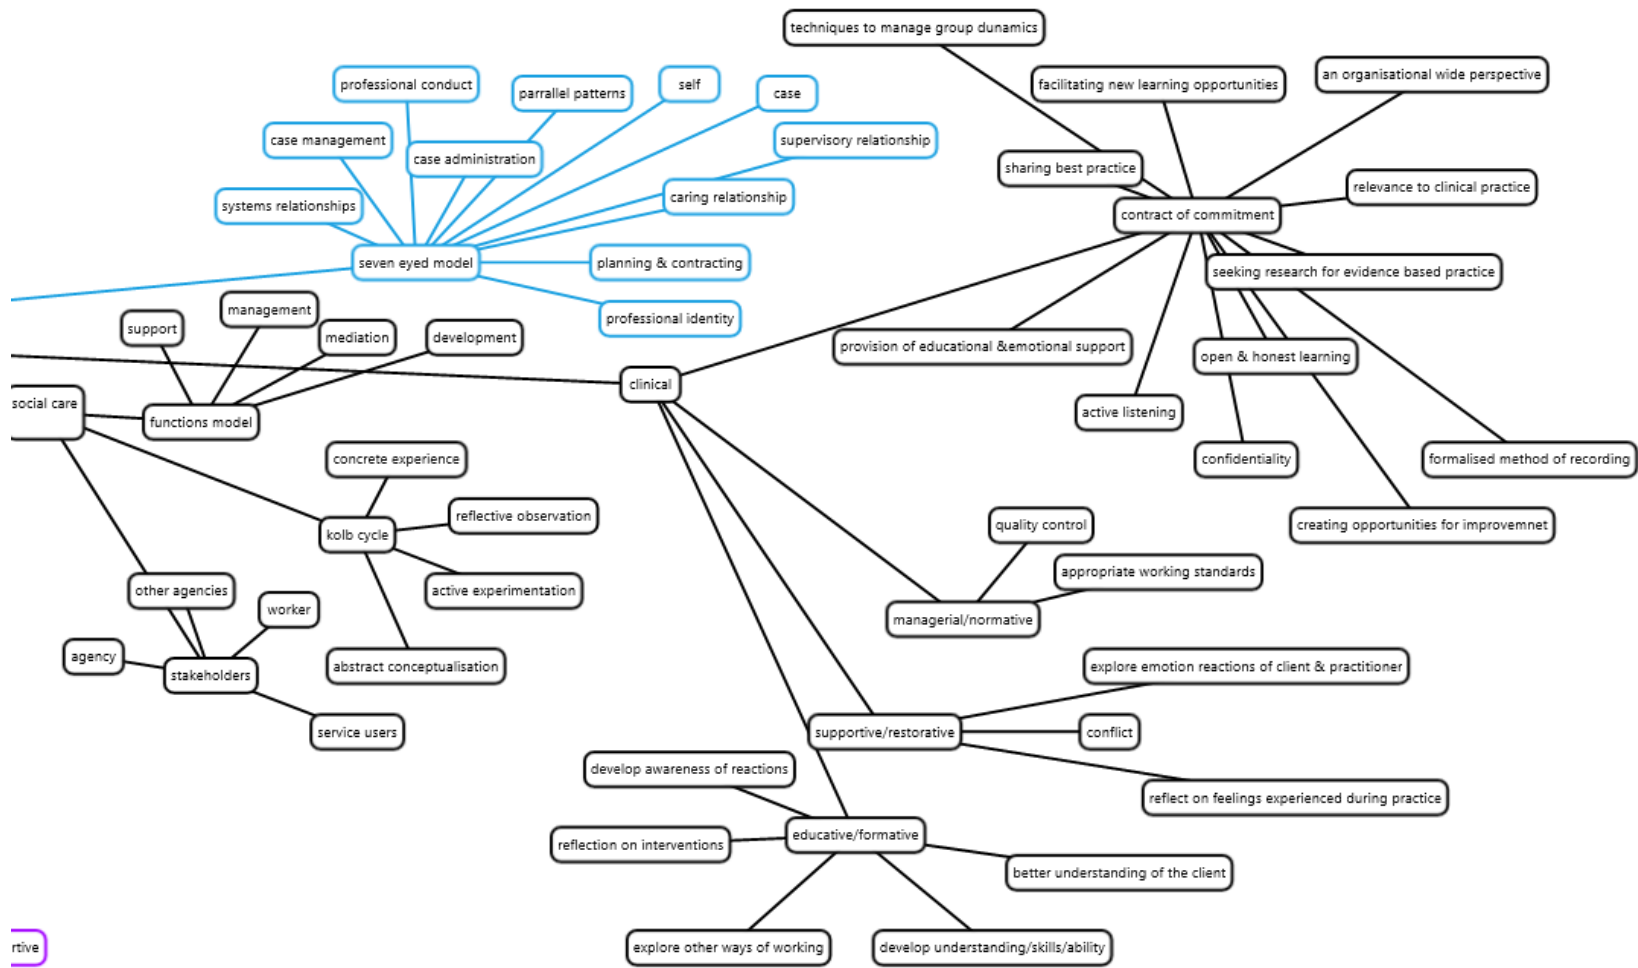 techniques to manage group dunamics
professional conduct
parrallel patterns
self
case
facilitating new learning opportunities
an organisational wide perspective
case management
case administration
supervisory relationship
sharing best practice
relevance to clinical practice
systems relationships
caring relationship
contract of commitment
seven eyed model
planning & contracting
seeking research for evidence based practice
professional identity
support
management
mediation
development
provision of educational &emotional support
open & honest learning
clinical
social care
functions model
active listening
concrete experience
confidentiality
formalised method of recording
reflective observation
kolb cycle
quality control
creating opportunities for improvemnet
other agencies
active experimentation
appropriate working standards
worker
managerial/normative
agency
stakeholders
abstract conceptualisation
explore emotion reactions of client & practitioner
service users
supportive/restorative
conflict
develop awareness of reactions
reflect on feelings experienced during practice
educative/formative
reflection on interventions
better understanding of the client
rtive
explore other ways of working
develop understanding/skills/ability